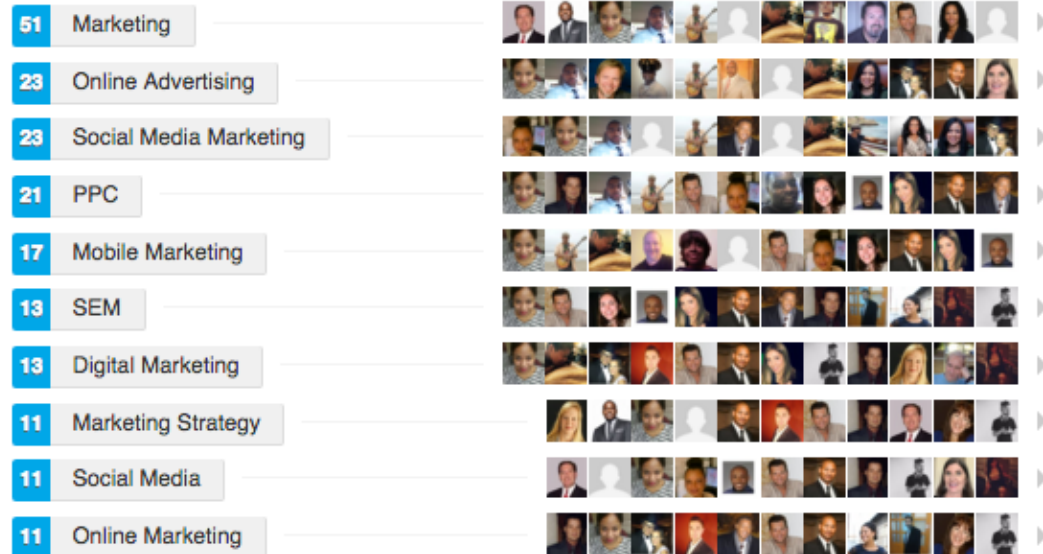 51 Marketing
23 Online Advertising
23 Social Media Marketing
21 PPC
17 Mobile Marketing
13 SEM
13 Digital Marketing
11 Marketing Strategy
11 Social Media
11 Online Marketing